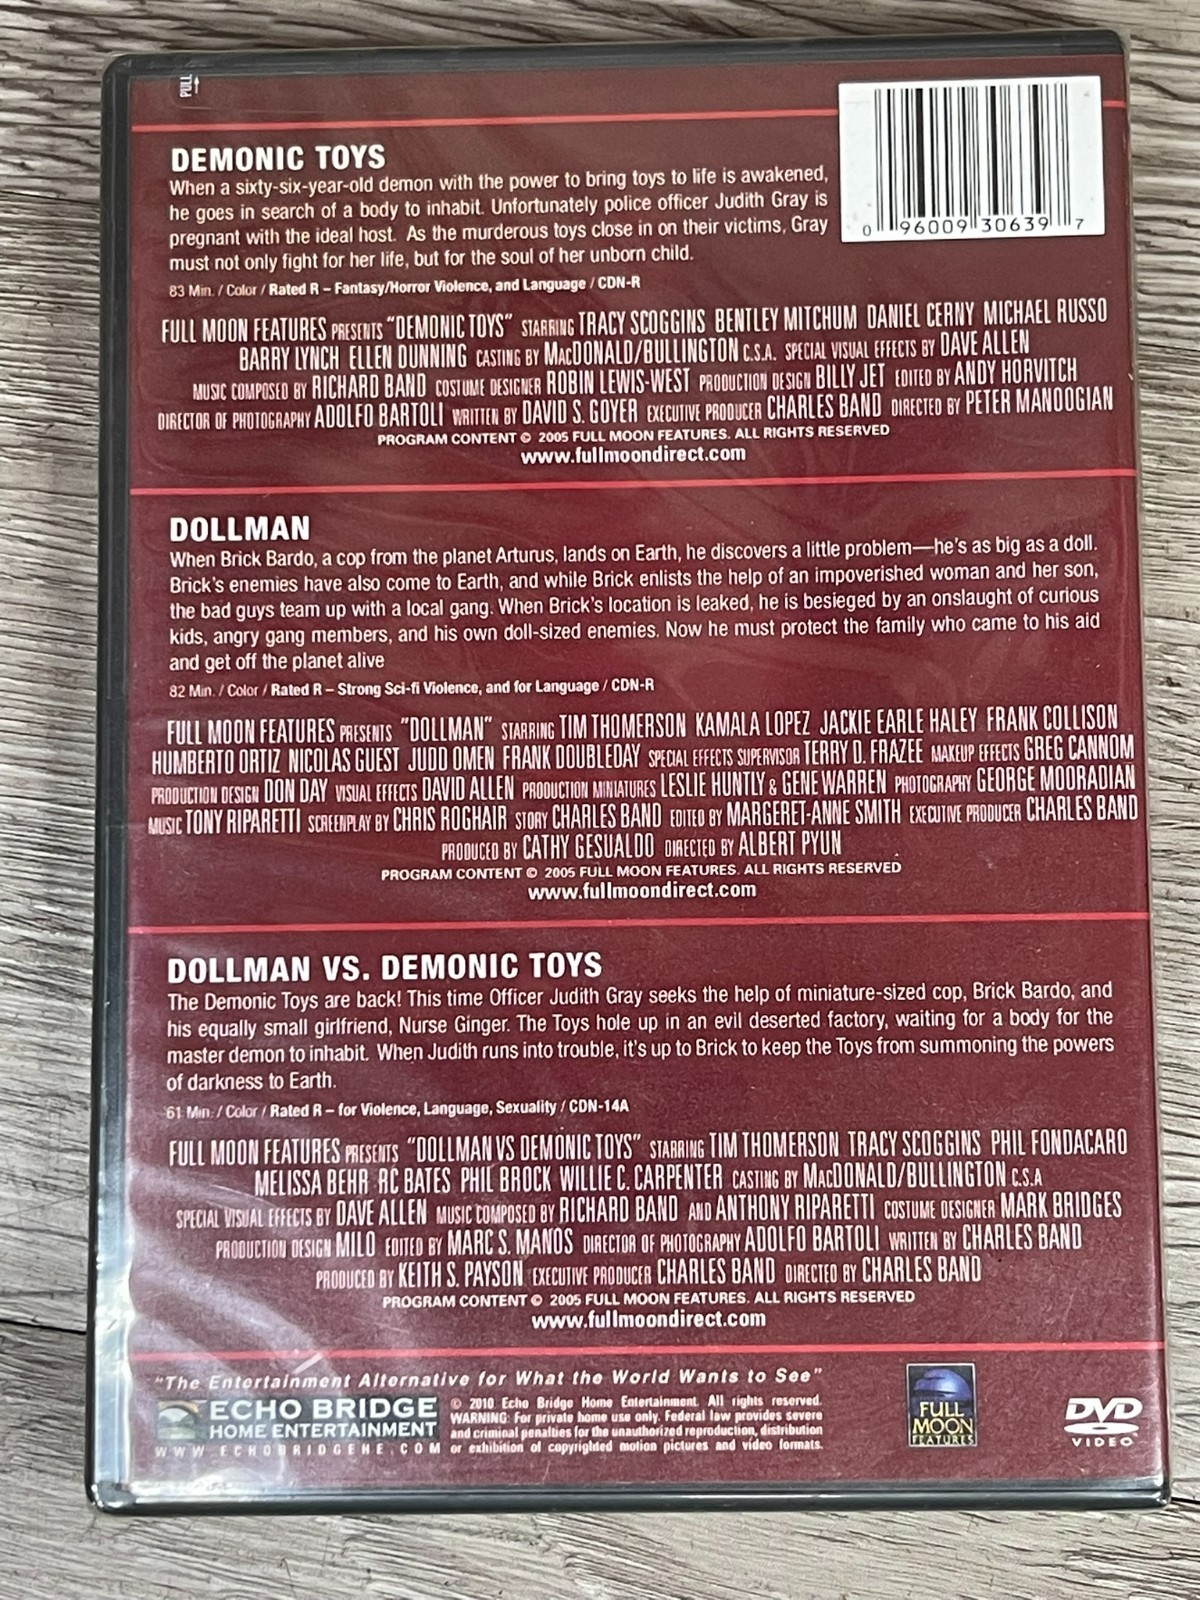 PULL
DEMONIC TOYS
When a sixty-six-year-old demon with the power to bring toys to life is awakened,
he goes in search of a body to inhabit. Unfortunately police officer Judith Gray is
pregnant with the ideal host. As the murderous toys close in on their victims, Gray
must not only fight for her life, but for the soul of her unborn child.
83 Min. / Color / Rated R – Fantasy/Horror Violence, and Language / CDN-R
0 96009 30639 7
FULL MOON FEATURES PRESENTS "DEMONIC TOYS" STARRING TRACY SCOGGINS BENTLEY MITCHUM DANIEL CERNY MICHAEL RUSSO
BARRY LYNCH ELLEN DUNNING CASTING BY MACDONALD/BULLINGTON C.S.A. SPECIAL VISUAL EFFECTS BY DAVE ALLEN
MUSIC COMPOSED BY RICHARD BAND COSTUME DESIGNER ROBIN LEWIS-WEST PRODUCTION DESIGN BILLY JET EDITED BY ANDY HORVITCH
DIRECTOR OF PHOTOGRAPHY ADOLFO BARTOLI WRITTEN BY DAVID S. GOYER EXECUTIVE PRODUCER CHARLES BAND DIRECTED BY PETER MANOOGIAN
PROGRAM CONTENT © 2005 FULL MOON FEATURES. ALL RIGHTS RESERVED
www.fullmoondirect.com
DOLLMAN
When Brick Bardo, a cop from the planet Arturus, lands on Earth, he discovers a little problem—he's as big as a doll.
Brick's enemies have also come to Earth, and while Brick enlists the help of an impoverished woman and her son,
the bad guys team up with a local gang. When Brick's location is leaked, he is besieged by an onslaught of curious
kids, angry gang members, and his own doll-sized enemies. Now he must protect the family who came to his aid
and get off the planet alive
82 Min. / Color / Rated R – Strong Sci-fi Violence, and for Language / CDN-R
FULL MOON FEATURES PRESENTS "DOLLMAN" STARRING TIM THOMERSON KAMALA LOPEZ JACKIE EARLE HALEY FRANK COLLISON
HUMBERTO ORTIZ NICOLAS GUEST JUDD OMEN FRANK DOUBLEDAY SPECIAL EFFECTS SUPERVISOR TERRY D. FRAZEE MAKEUP EFFECTS GREG CANNOM
PRODUCTION DESIGN DON DAY VISUAL EFFECTS DAVID ALLEN PRODUCTION MINIATURES LESLIE HUNTLY & GENE WARREN PHOTOGRAPHY GEORGE MOORADIAN
MUSIC TONY RIPARETTI SCREENPLAY BY CHRIS ROGHAIR STORY CHARLES BAND EDITED BY MARGERET-ANNE SMITH EXECUTIVE PRODUCER CHARLES BAND
PRODUCED BY CATHY GESUALDO DIRECTED BY ALBERT PYUN
PROGRAM CONTENT © 2005 FULL MOON FEATURES. ALL RIGHTS RESERVED
www.fullmoondirect.com
DOLLMAN VS. DEMONIC TOYS
The Demonic Toys are back! This time Officer Judith Gray seeks the help of miniature-sized cop, Brick Bardo, and
his equally small girlfriend, Nurse Ginger. The Toys hole up in an evil deserted factory, waiting for a body for the
master demon to inhabit. When Judith runs into trouble, it's up to Brick to keep the Toys from summoning the powers
of darkness to Earth.
61 Min. / Color / Rated R – for Violence, Language, Sexuality / CDN-14A
FULL MOON FEATURES PRESENTS "DOLLMAN VS DEMONIC TOYS" STARRING TIM THOMERSON TRACY SCOGGINS PHIL FONDACARO
MELISSA BEHR RC BATES PHIL BROCK WILLIE C. CARPENTER CASTING BY MACDONALD/BULLINGTON C.S.A
SPECIAL VISUAL EFFECTS BY DAVE ALLEN MUSIC COMPOSED BY RICHARD BAND AND ANTHONY RIPARETTI COSTUME DESIGNER MARK BRIDGES
PRODUCTION DESIGN MILO EDITED BY MARC S. MANOS DIRECTOR OF PHOTOGRAPHY ADOLFO BARTOLI WRITTEN BY CHARLES BAND
PRODUCED BY KEITH S. PAYSON EXECUTIVE PRODUCER CHARLES BAND DIRECTED BY CHARLES BAND
PROGRAM CONTENT © 2005 FULL MOON FEATURES. ALL RIGHTS RESERVED
www.fullmoondirect.com
"The Entertainment Alternative for What the World Wants to See"
ECHO BRIDGE
HOME ENTERTAINMENT
WWW.ECHOBRIDGEHE.COM
© 2010 Echo Bridge Home Entertainment. All rights reserved.
WARNING: For private home use only. Federal law provides severe
and criminal penalties for the unauthorized reproduction, distribution
or exhibition of copyrighted motion pictures and video formats.
FULL
MOON
FEATURES
DVD
VIDEO